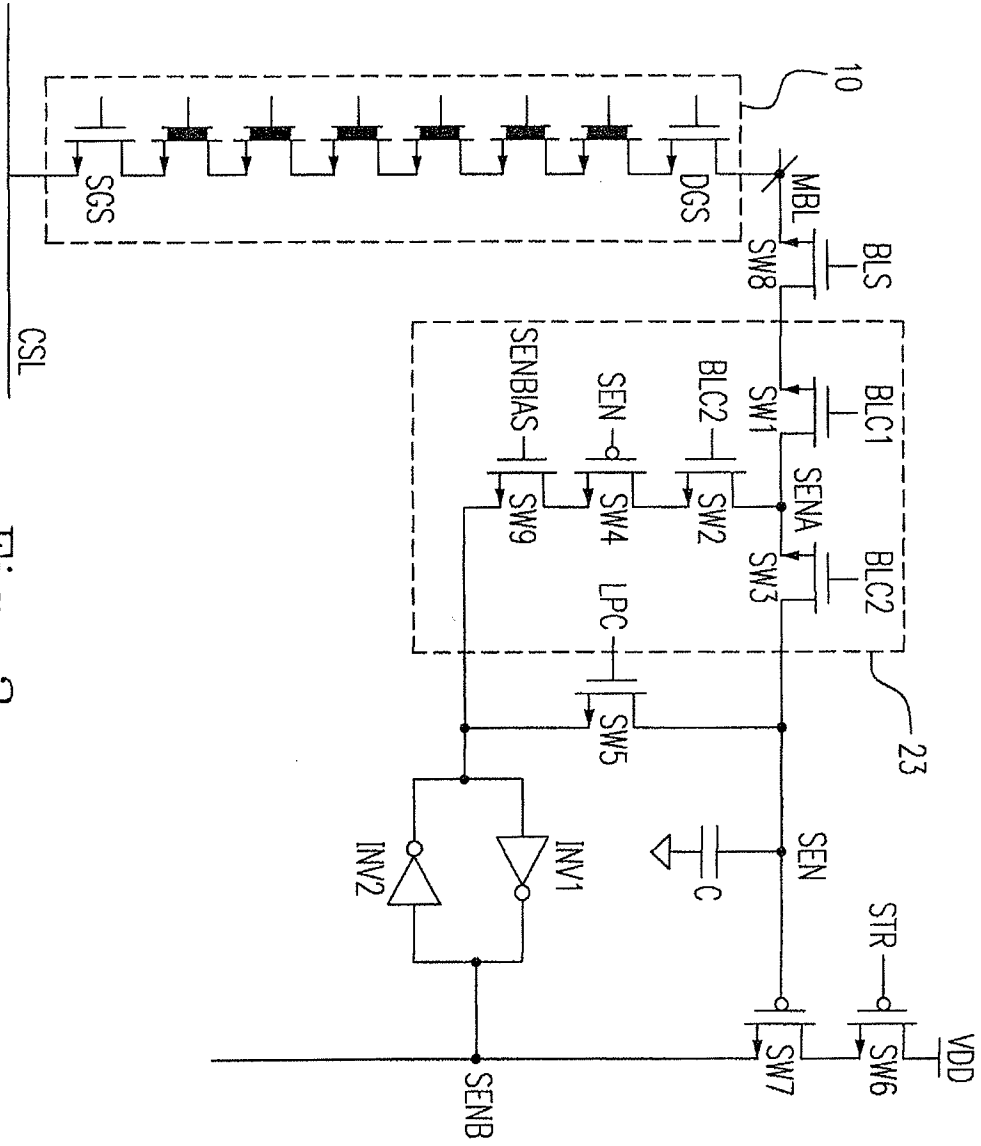 VDD
23
BLS
BLC1
BLC2
STR
SW6
10
MBL
SENA
SEN
SW8
SW1
SW3
SW7
DGS
BLC2
SW2
C
SEN
SW4
LPC
SW5
INV1
SENBIAS
SW9
SENB
INV2
SGS
CSL